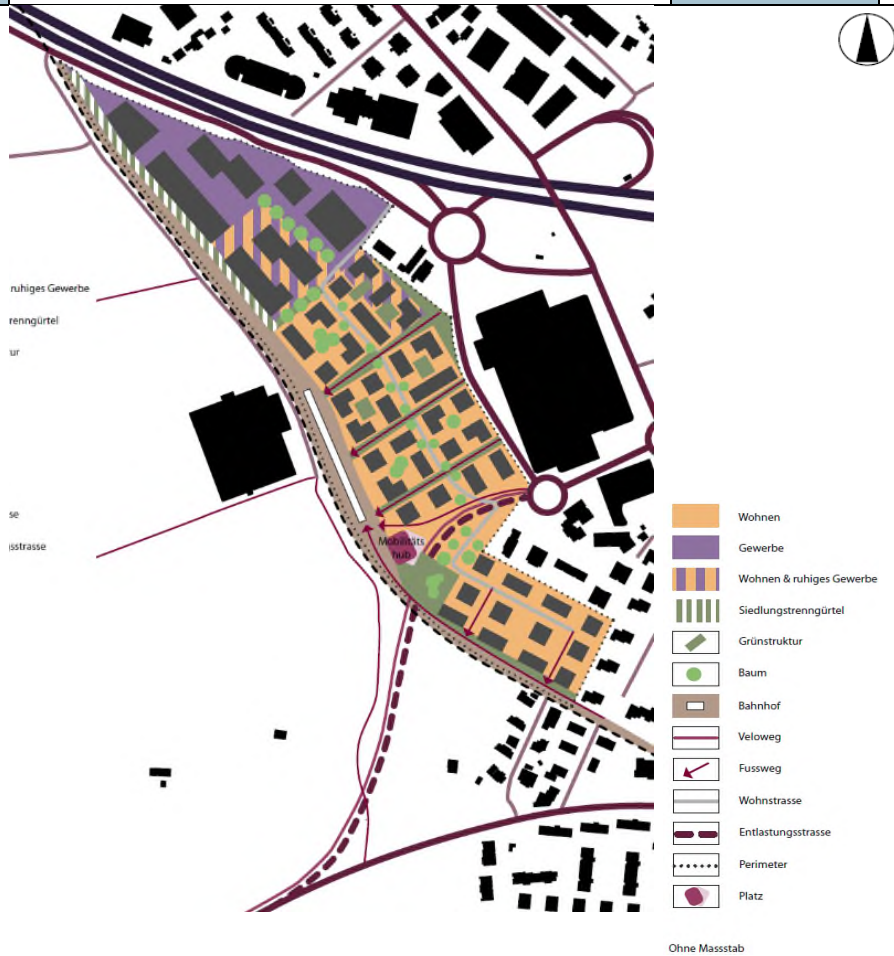 ruhiges Gewerbe
renngürtel
ur
se
sstrasse
Mobilitäts
hub
Wohnen
Gewerbe
Wohnen & ruhiges Gewerbe
Siedlungstrenngürtel
Grünstruktur
Baum
Bahnhof
Veloweg
Fussweg
Wohnstrasse
Entlastungsstrasse
Perimeter
Platz
Ohne Massstab